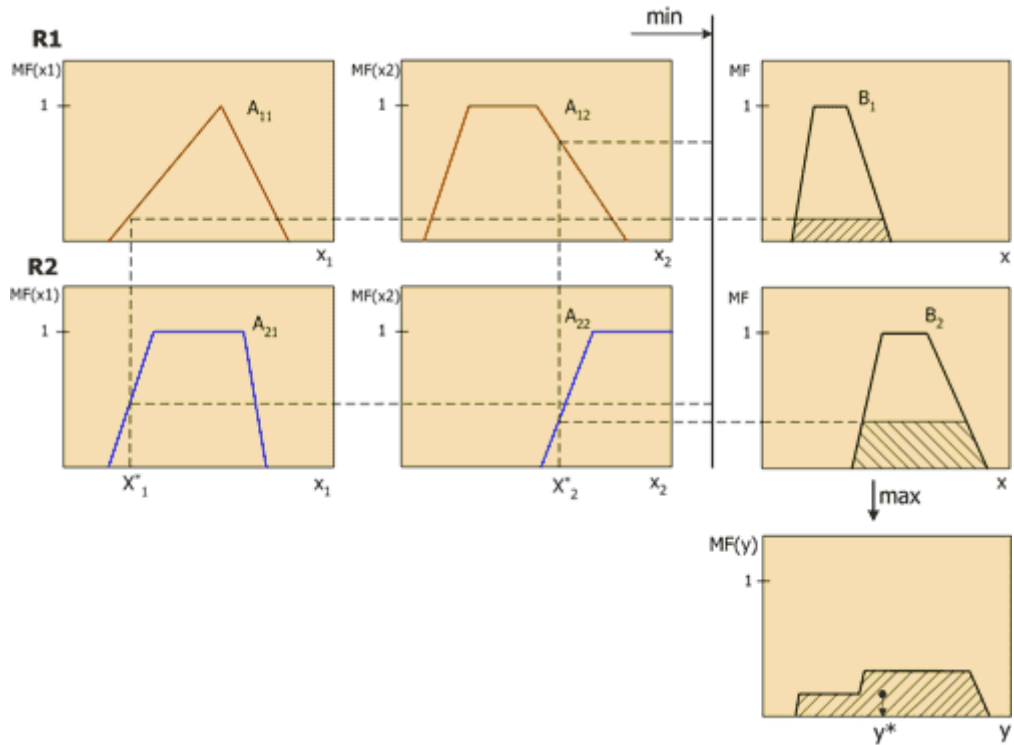 min
R1
MF(x1)
1
A11
x1
MF(x2)
1
A12
x2
MF
1
B1
x
R2
MF(x1)
1
A21
X*1
x1
MF(x2)
1
A22
X*2
x2
MF
1
B2
x
max
MF(y)
1
y*
y